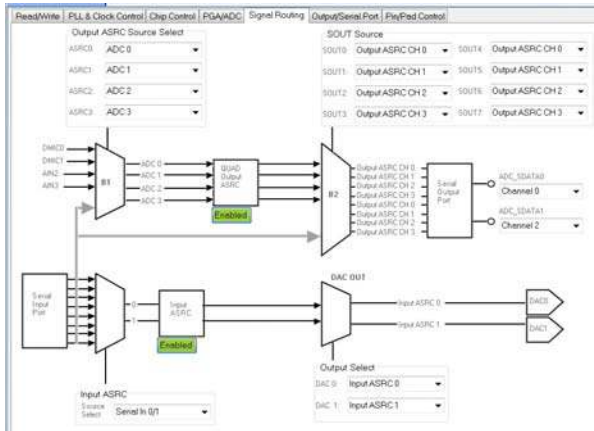 Read/Write PLL & Clock Control Chip Control PGA/ADC Signal Routing Output/Serial Port Pin/Pad Control
Output ASRC Source Select
ASRC0: ADC 0
ASRC1: ADC 1
ASRC2: ADC 2
ASRC3: ADC 3
SOUT Source
SOUT0: Output ASRC CH 0 SOUT4: Output ASRC CH 0
SOUT1: Output ASRC CH 1 SOUT5: Output ASRC CH 1
SOUT2: Output ASRC CH 2 SOUT6: Output ASRC CH 2
SOUT3: Output ASRC CH 3 SOUT7: Output ASRC CH 3
DMIC0
DMIC1
AIN2
AIN3
B1
ADC 0
ADC 1
ADC 2
ADC 3
QUAD
Output
ASRC
Enabled
B2
Output ASRC CH 0
Output ASRC CH 1
Output ASRC CH 2
Output ASRC CH 3
Output ASRC CH 0
Output ASRC CH 1
Output ASRC CH 2
Output ASRC CH 3
Serial
Output
Port
ADC_SDATA0
Channel 0
ADC_SDATA1
Channel 2
Serial
Input
Port
0
1
Input
ASRC
Enabled
DAC OUT
Input ASRC 0
Input ASRC 1
DAC0
DAC1
Input ASRC
Source
Select
Serial In 0/1
Output Select
DAC 0: Input ASRC 0
DAC 1: Input ASRC 1